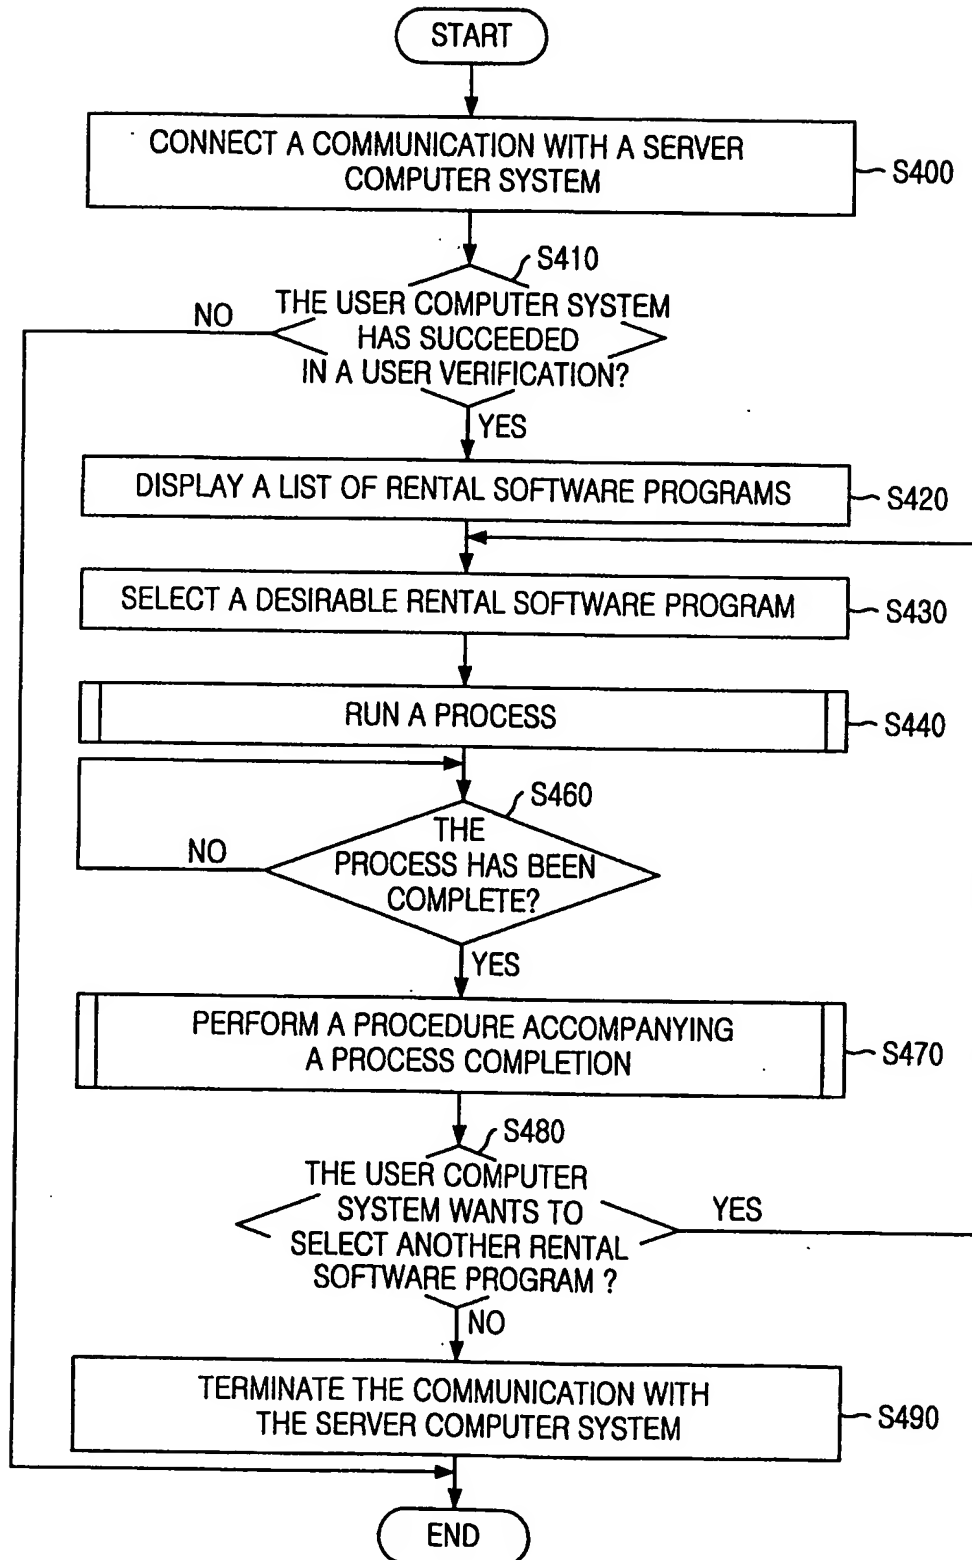 START
CONNECT A COMMUNICATION WITH A SERVER
COMPUTER SYSTEM
S400
S410
THE USER COMPUTER SYSTEM
HAS SUCCEEDED
IN A USER VERIFICATION?
NO
YES
DISPLAY A LIST OF RENTAL SOFTWARE PROGRAMS
S420
SELECT A DESIRABLE RENTAL SOFTWARE PROGRAM
S430
RUN A PROCESS
S440
S460
THE
PROCESS HAS BEEN
COMPLETE?
NO
YES
PERFORM A PROCEDURE ACCOMPANYING
A PROCESS COMPLETION
S470
S480
THE USER COMPUTER
SYSTEM WANTS TO
SELECT ANOTHER RENTAL
SOFTWARE PROGRAM ?
YES
NO
TERMINATE THE COMMUNICATION WITH
THE SERVER COMPUTER SYSTEM
S490
END